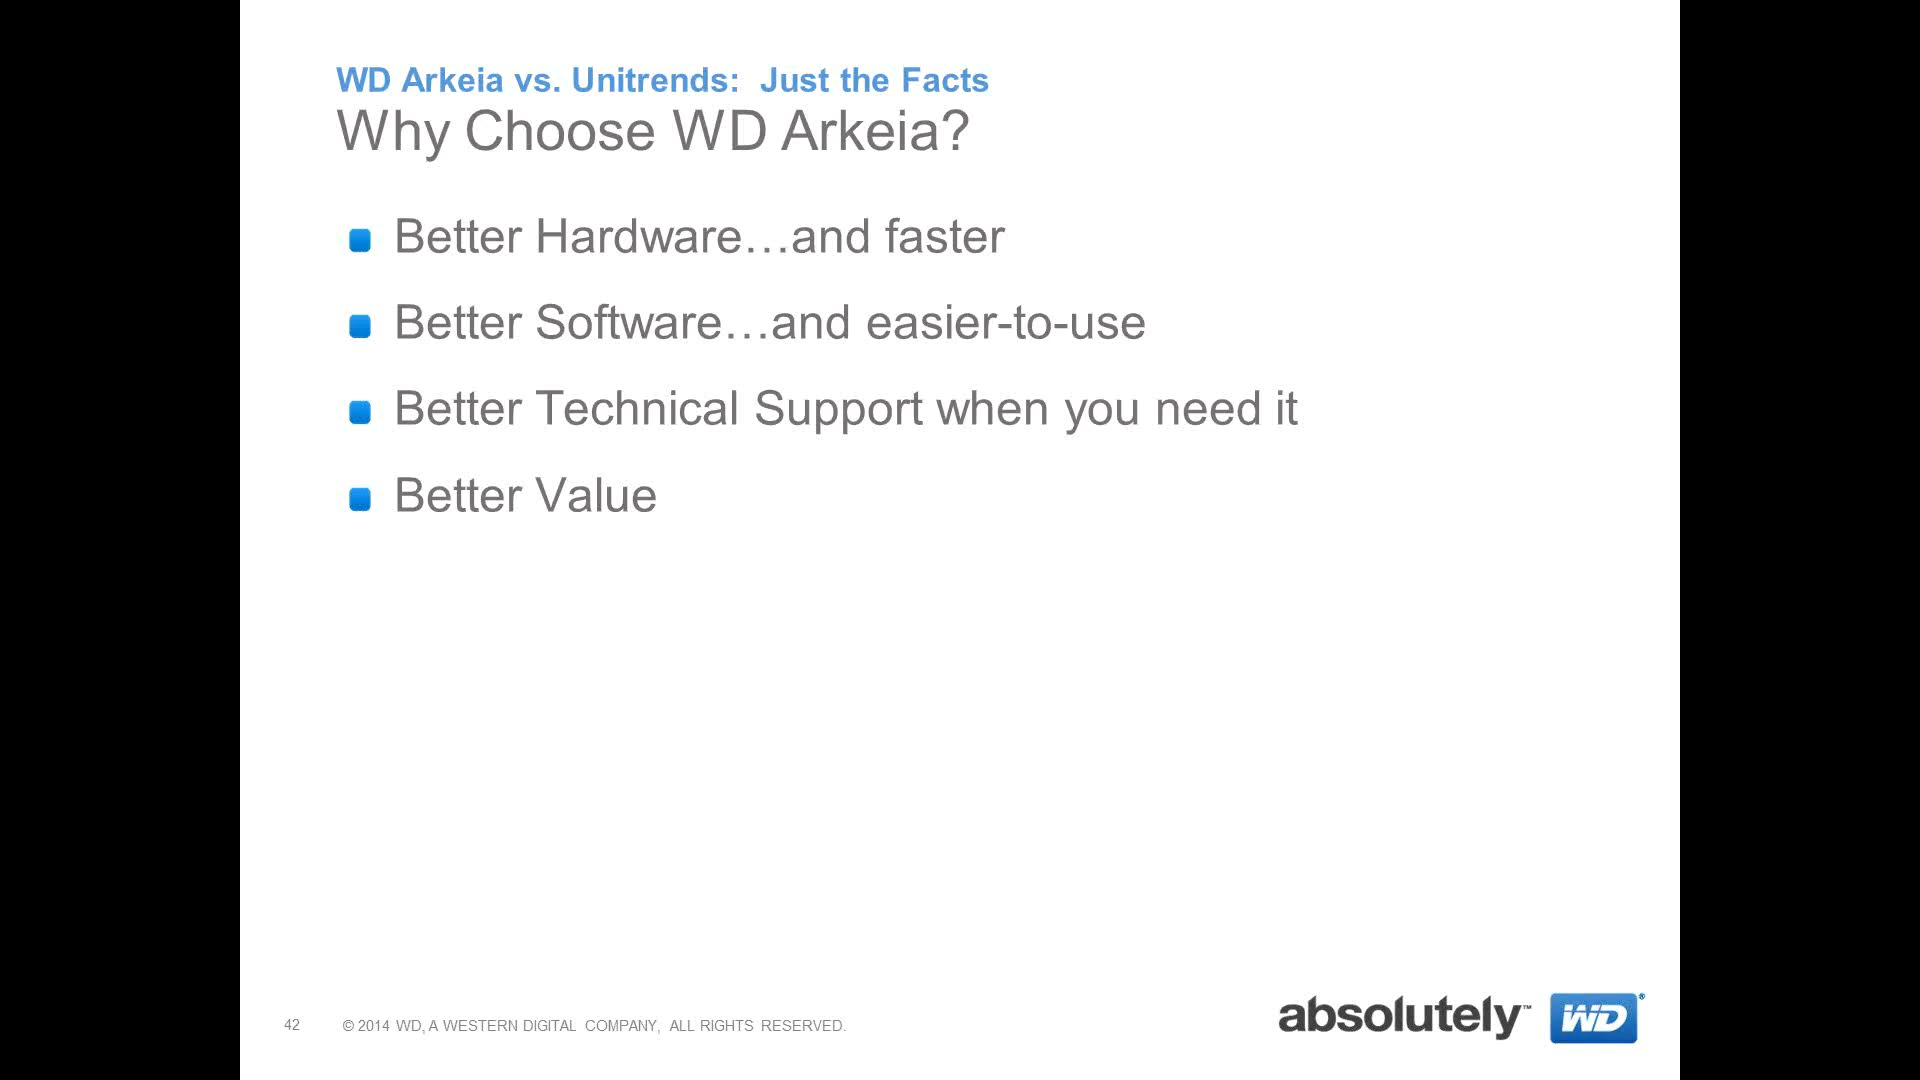 WD Arkeia vs. Unitrends: Just the Facts
Why Choose WD Arkeia?
Better Hardware…and faster
Better Software…and easier-to-use
Better Technical Support when you need it
Better Value
42 © 2014 WD, A WESTERN DIGITAL COMPANY, ALL RIGHTS RESERVED.
absolutely™ WD®